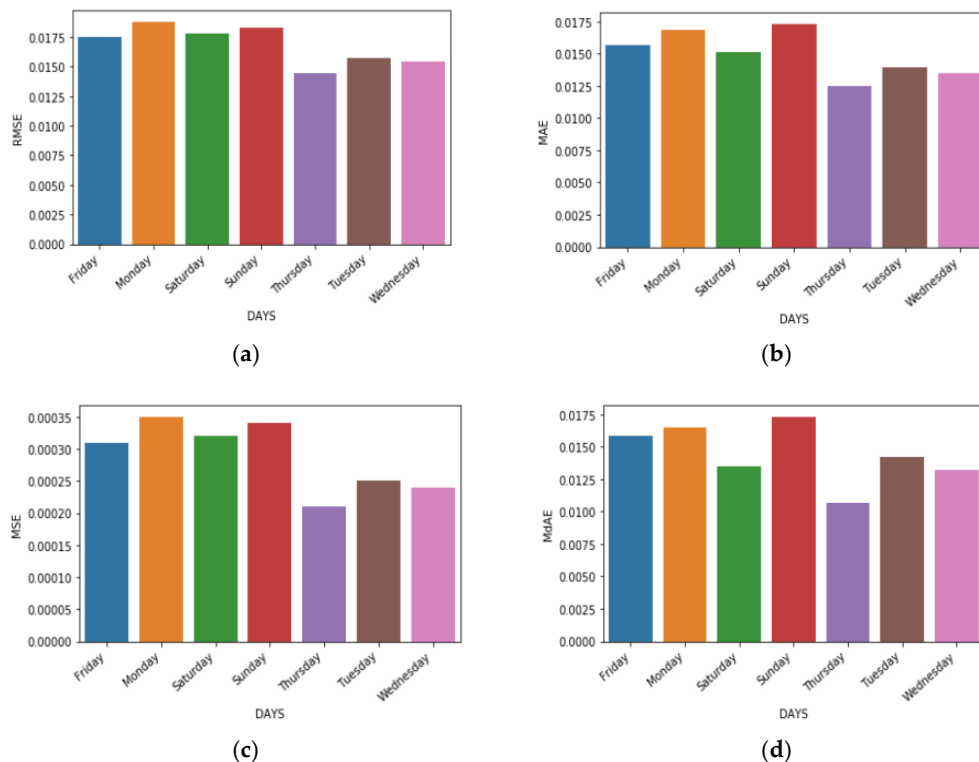 0.0175
0.0150
0.0125
0.0100
0.0075
0.0050
0.0025
0.0000
RMSE
Friday
Monday
Saturday
Sunday
Thursday
Tuesday
Wednesday
DAYS
(a)
0.0175
0.0150
0.0125
0.0100
0.0075
0.0050
0.0025
0.0000
MAE
Friday
Monday
Saturday
Sunday
Thursday
Tuesday
Wednesday
DAYS
(b)
0.00035
0.00030
0.00025
0.00020
0.00015
0.00010
0.00005
0.00000
MSE
Friday
Monday
Saturday
Sunday
Thursday
Tuesday
Wednesday
DAYS
(c)
0.0175
0.0150
0.0125
0.0100
0.0075
0.0050
0.0025
0.0000
MdAE
Friday
Monday
Saturday
Sunday
Thursday
Tuesday
Wednesday
DAYS
(d)